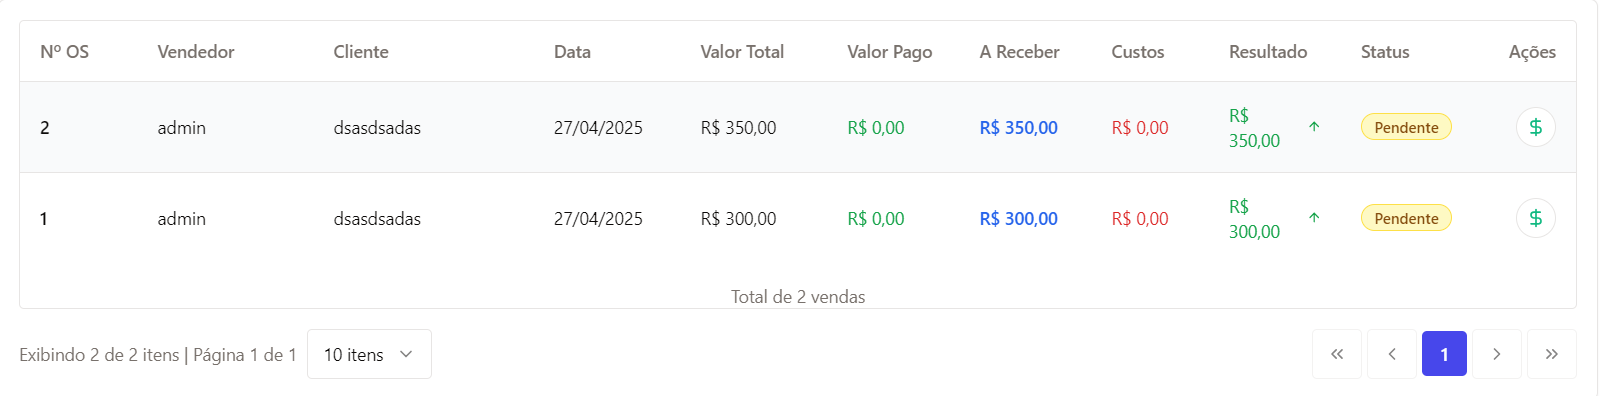 Nº OS Vendedor Cliente Data Valor Total Valor Pago A Receber Custos Resultado Status Ações
2 admin dsasdsadas 27/04/2025 R$ 350,00 R$ 0,00 R$ 350,00 R$ 0,00 R$ 350,00 Pendente
1 admin dsasdsadas 27/04/2025 R$ 300,00 R$ 0,00 R$ 300,00 R$ 0,00 R$ 300,00 Pendente
Total de 2 vendas
Exibindo 2 de 2 itens | Página 1 de 1 10 itens 1